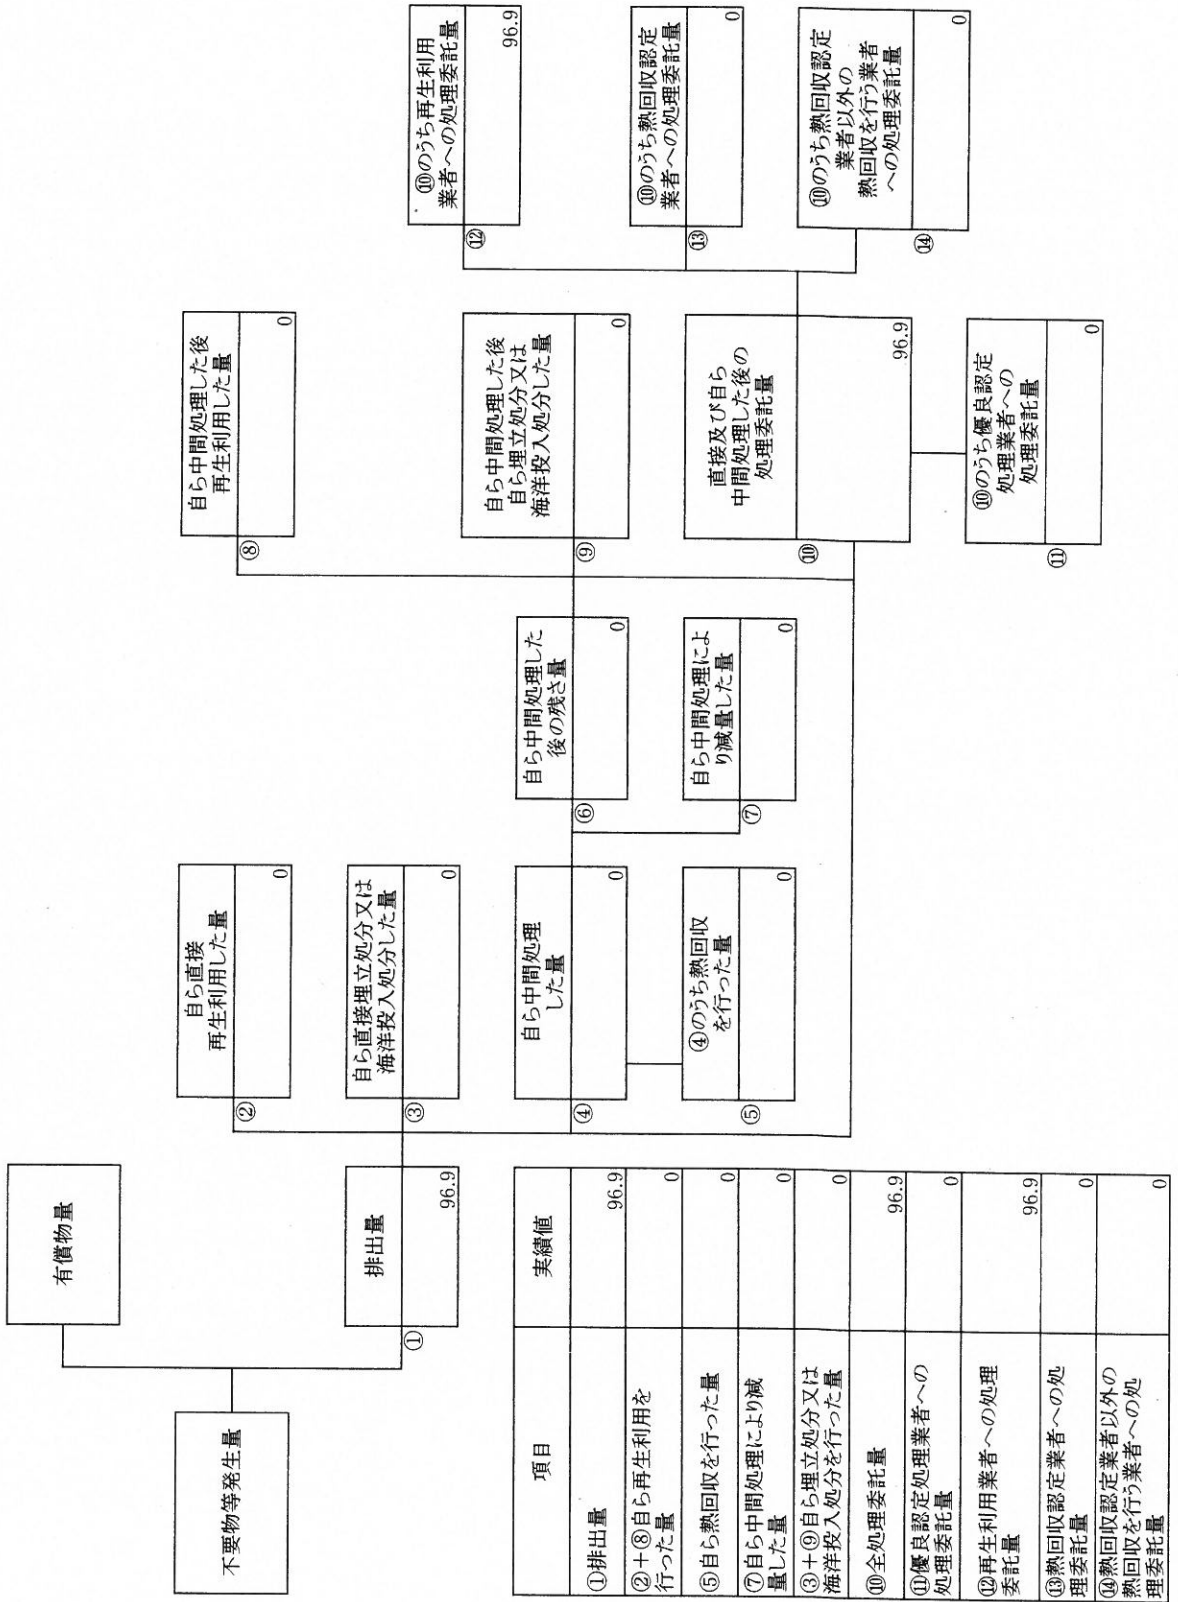 不要物等発生量
有償物量
排出量
①
96.9
自ら直接
再生利用した量
②
0
自ら直接埋立処分又は
海洋投入処分した量
③
0
自ら中間処理
した量
④
0
④のうち熱回収
を行った量
⑤
0
自ら中間処理した
後の残さ量
⑥
0
自ら中間処理によ
り減量した量
⑦
0
自ら中間処理した後
再生利用した量
⑧
0
自ら中間処理した後
自ら埋立処分又は
海洋投入処分した量
⑨
0
直接及び自ら
中間処理した後の
処理委託量
⑩
96.9
⑩のうち優良認定
処理業者への
処理委託量
⑪
0
⑩のうち再生利用
業者への処理委託量
⑫
96.9
⑩のうち熱回収認定
業者への処理委託量
⑬
0
⑩のうち熱回収認定
業者以外の
熱回収を行う業者
への処理委託量
⑭
0
項目 実績値
①排出量 96.9
②+⑧自ら再生利用を
行った量 0
⑤自ら熱回収を行った量 0
⑦自ら中間処理により減
量した量 0
③+⑨自ら埋立処分又は
海洋投入処分を行った量 0
⑩全処理委託量 96.9
⑪優良認定処理業者への
処理委託量 0
⑫再生利用業者への処理
委託量 96.9
⑬熱回収認定業者への処
理委託量 0
⑭熱回収認定業者以外の
熱回収を行う業者への処
理委託量 0